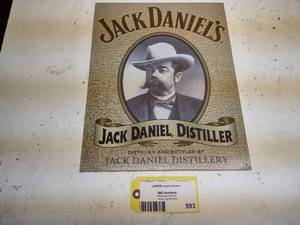 JACK DANIEL'S
JACK DANIEL, DISTILLER
DISTILLED AND BOTTLED BY
JACK DANIEL DISTILLERY
593